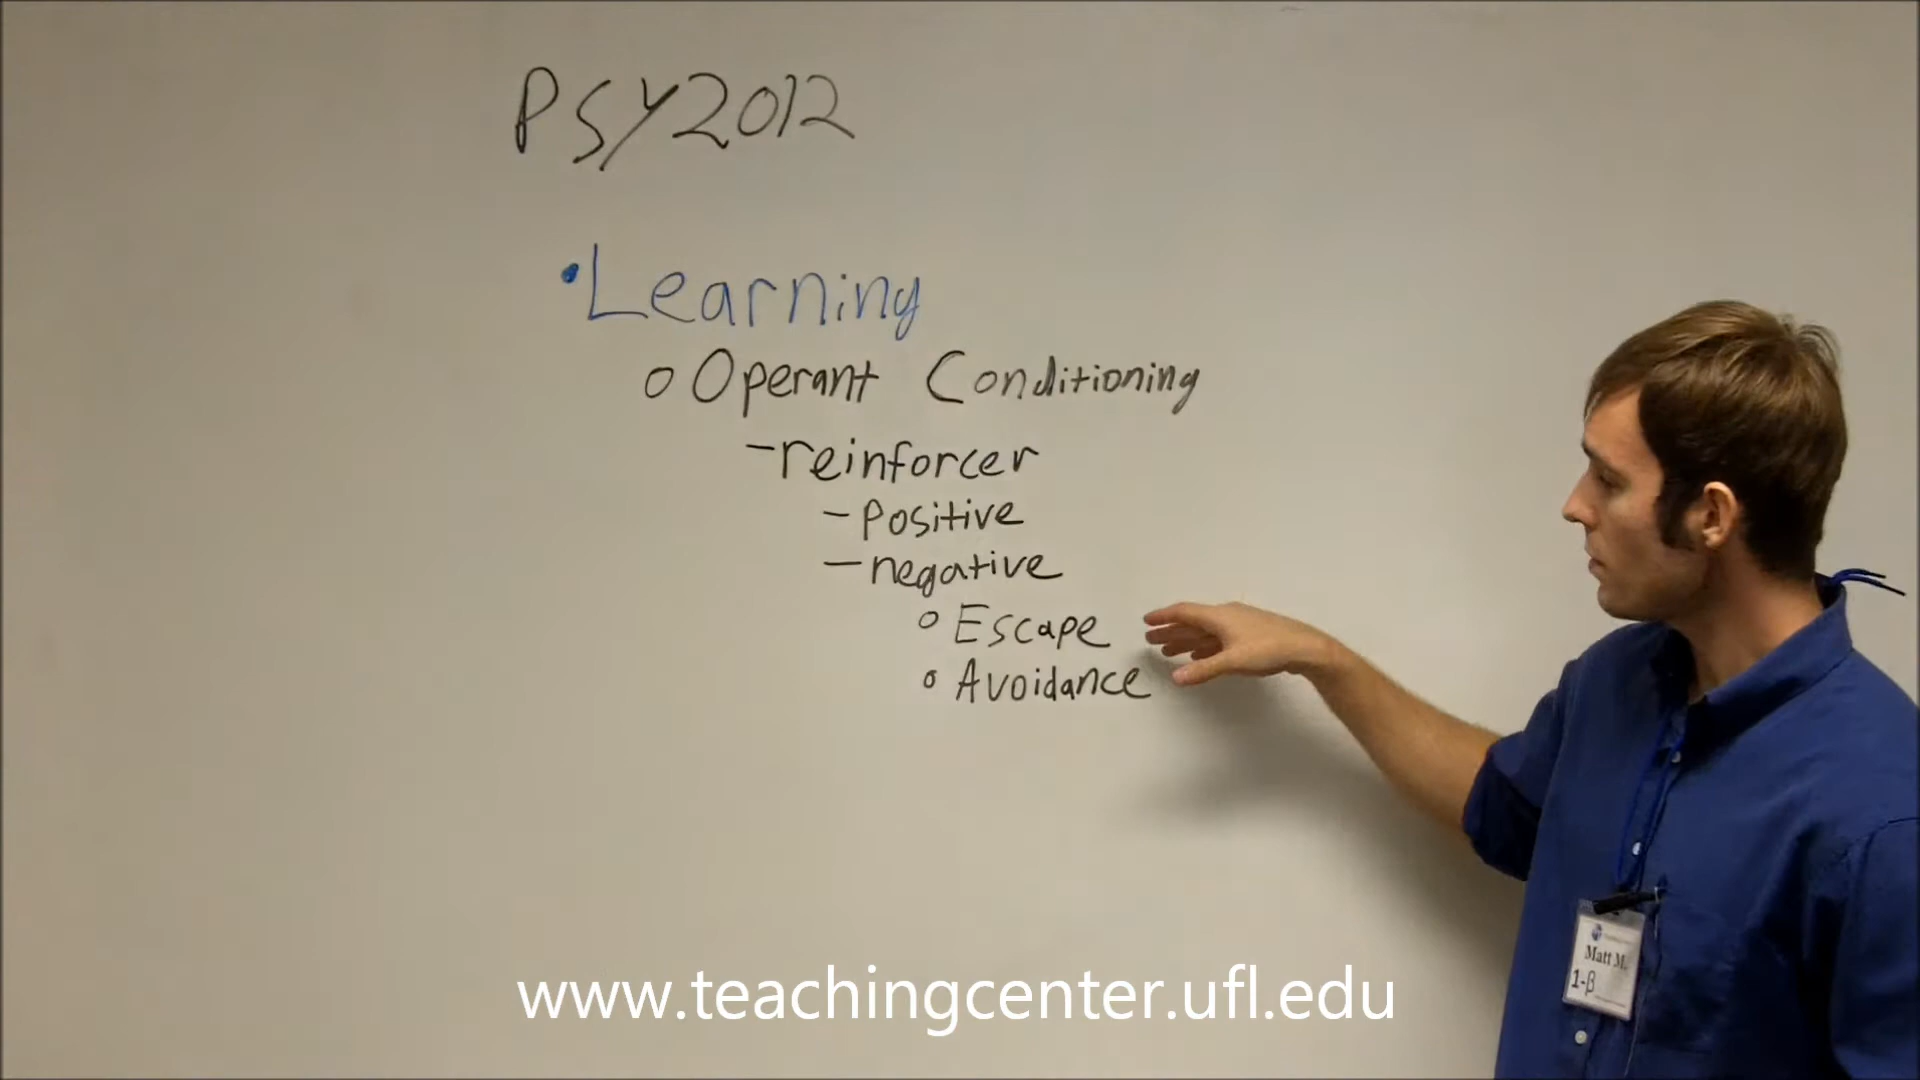 PSY2012
•Learning
o Operant Conditioning
-reinforcer
- Positive
- negative
o Escape
o Avoidance
Matt M.
1-β
www.teachingcenter.ufl.edu